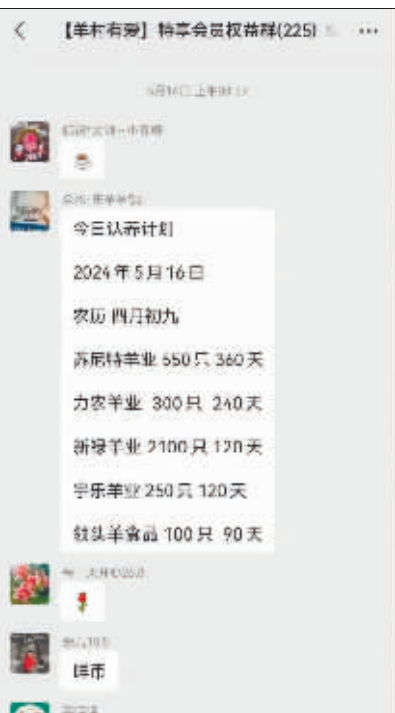 【羊村有爱】特享会员权益群(225)
今日认养计划
2024年5月16日
农历 四月初九
苏尼特羊业 550只 360天
力农羊业 300只 240天
新禄羊业 2100只 120天
宇乐羊业 250只 120天
领头羊食品 100只 90天
咩币